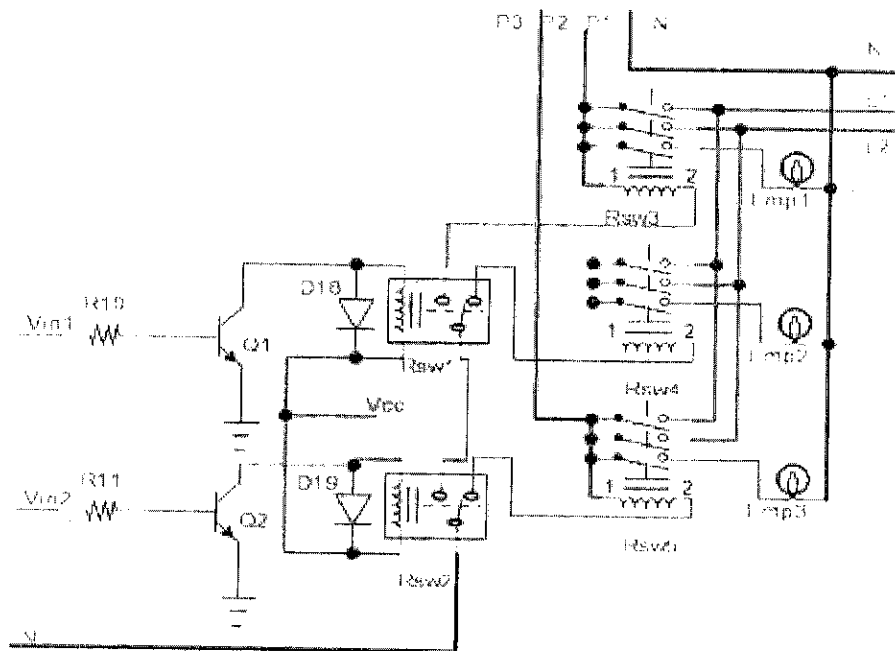 P3 P2 P1 N
N
L1
L2
1 2
Lmp1
Rsw3
D18
R10
Vin1
Q1
Rsw1
1 2
Lmp2
Rsw4
Vcc
R11
D19
Vin2
Q2
1 2
Lmp3
Rsw5
Rsw2
N